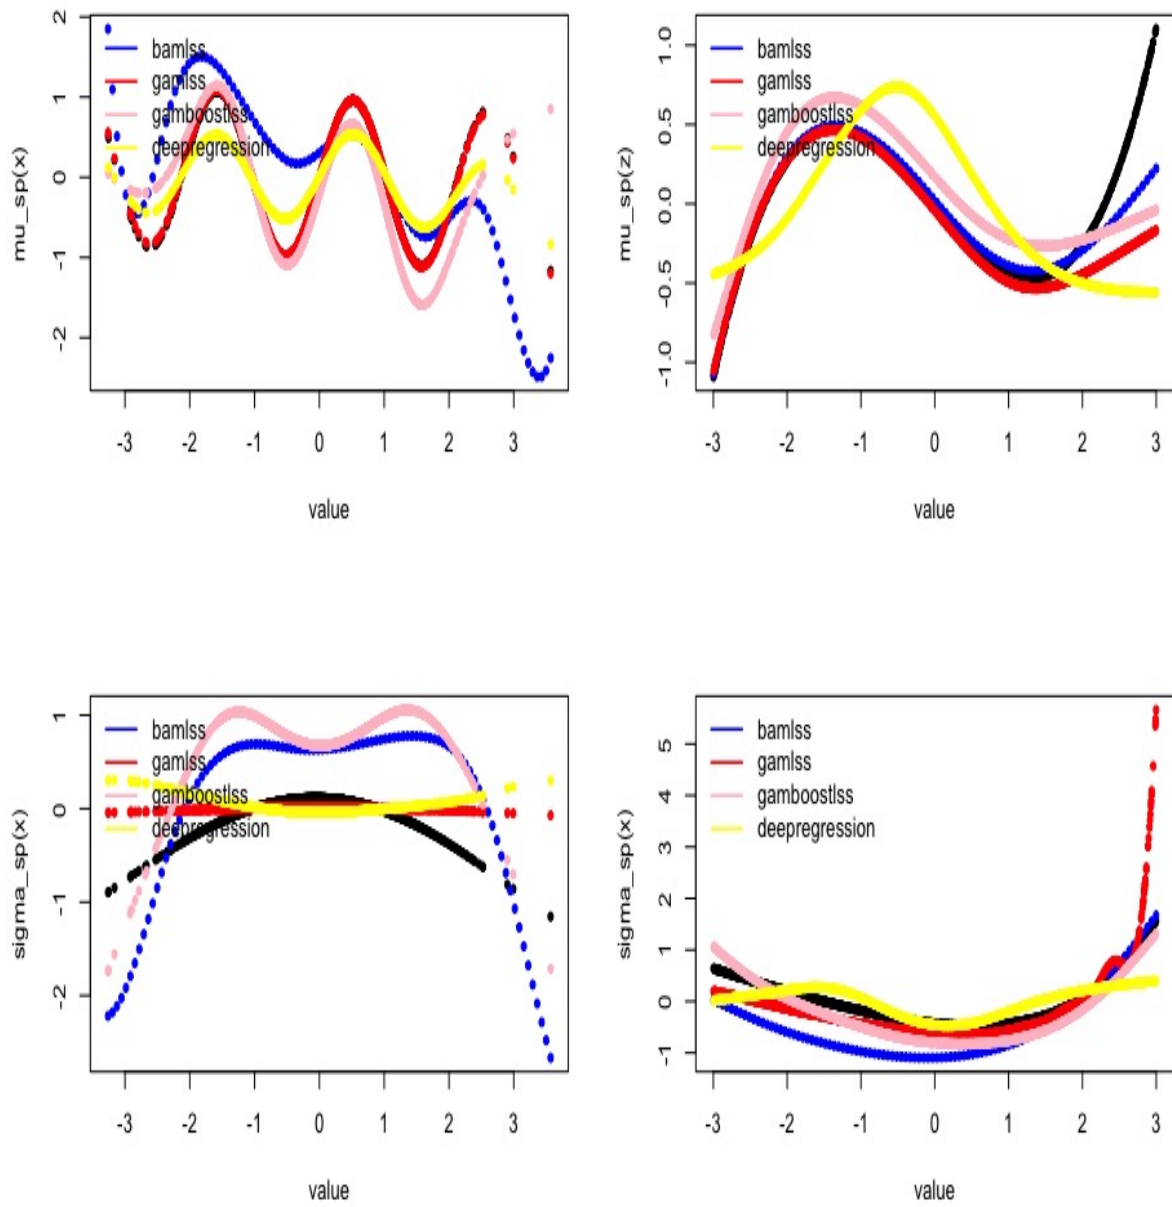 2
1
0
-1
-2
mu_sp(x)
bamlss
gamlss
gamboostlss
deepregression
-3 -2 -1 0 1 2 3
value
1.0
0.5
0.0
-0.5
-1.0
mu_sp(z)
bamlss
gamlss
gamboostlss
deepregression
-3 -2 -1 0 1 2 3
value
1
0
-1
-2
sigma_sp(x)
bamlss
gamlss
gamboostlss
deepregression
-3 -2 -1 0 1 2 3
value
5
4
3
2
1
0
-1
sigma_sp(x)
bamlss
gamlss
gamboostlss
deepregression
-3 -2 -1 0 1 2 3
value